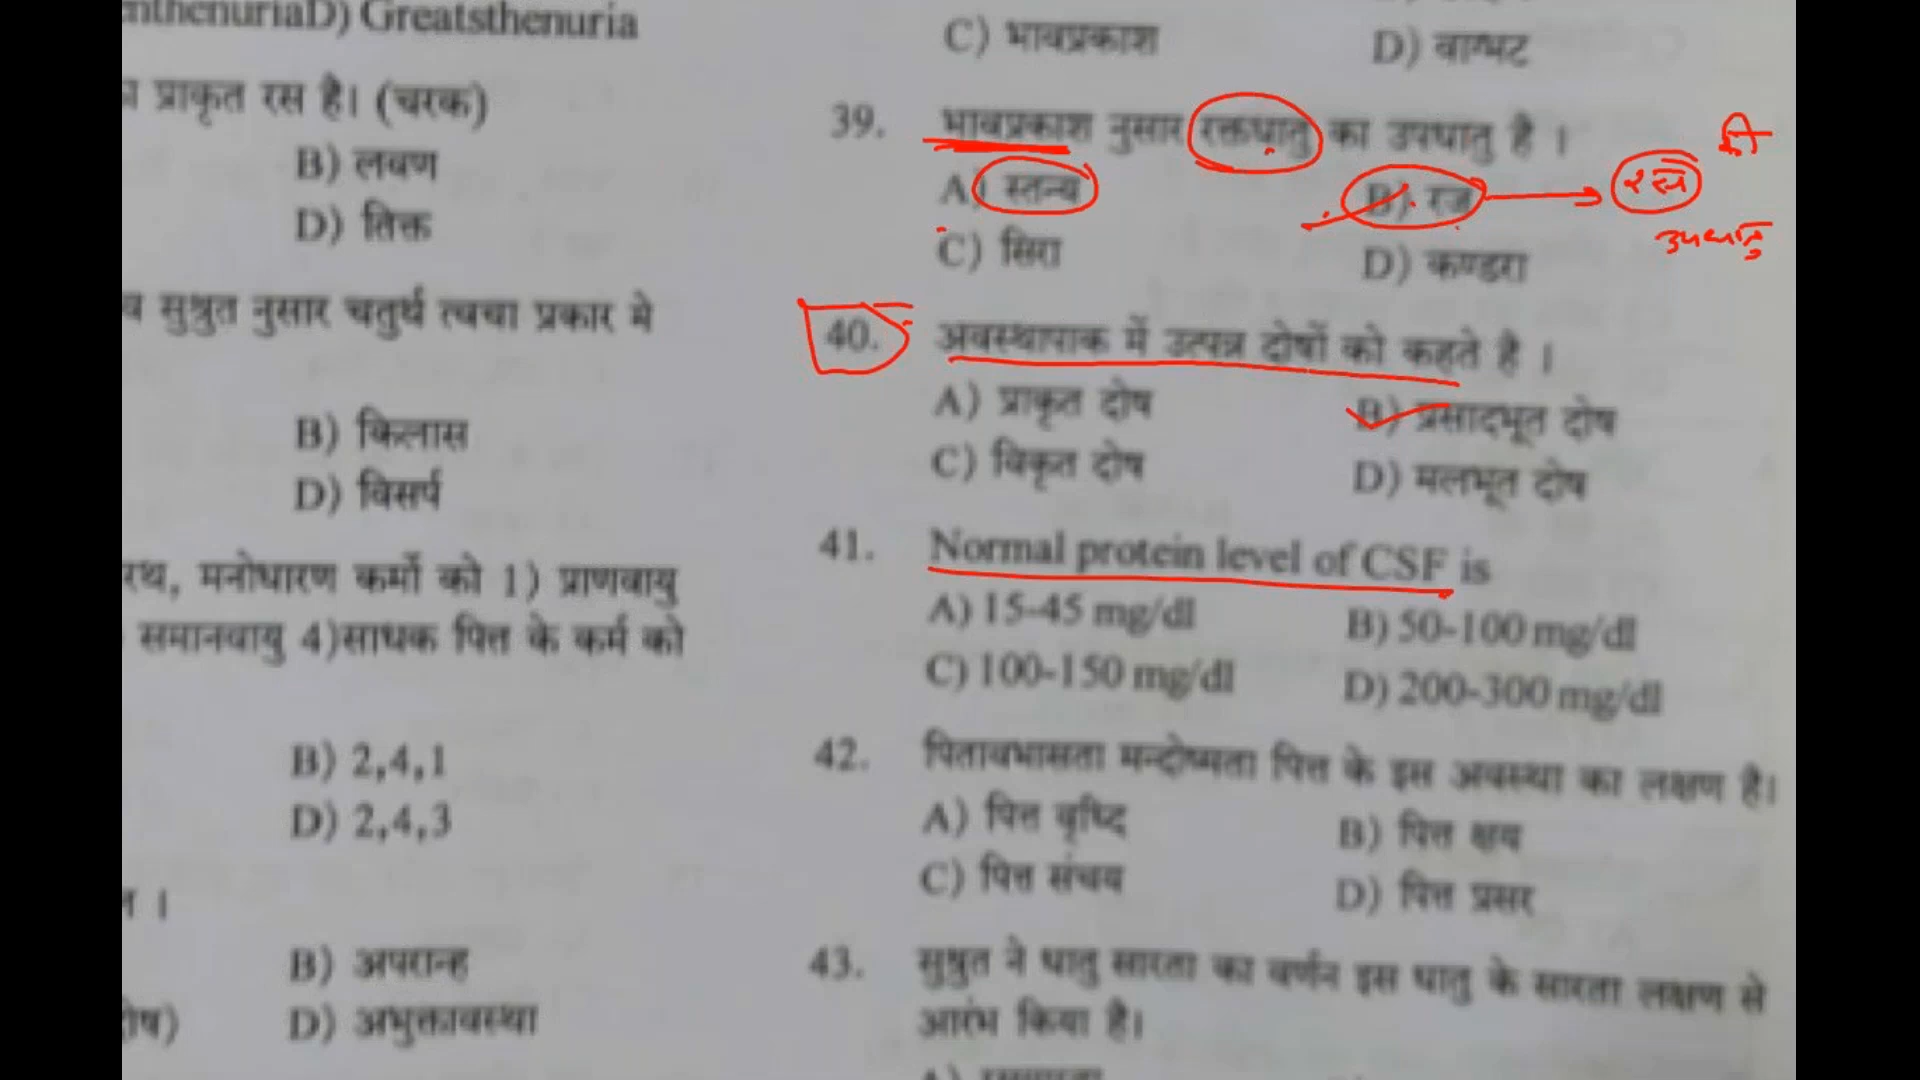 nthenuriaD) Greatsthenuria
प्राकृत रस है। (चरक)
B) लवण
D) तिक्त
व सुश्रुत नुसार चतुर्थ त्वचा प्रकार मे
B) किलास
D) विसर्प
रथ, मनोधारण कर्मो को 1) प्राणवायु
समानवायु 4)साधक पित्त के कर्म को
B) 2,4,1
D) 2,4,3
B) अपरान्ह
ोष) D) अभुक्तावस्था
C) भावप्रकाश D) वाग्भट
39. भावप्रकाश नुसार रक्तधातु का उपधातु है ।
A) स्तन्य B) रज रस की
उपधातु
C) सिरा D) कण्डरा
40. अवस्थापाक में उत्पन्न दोषों को कहते है ।
A) प्राकृत दोष B) प्रसादभूत दोष
C) विकृत दोष D) मलभूत दोष
41. Normal protein level of CSF is
A) 15-45 mg/dl B) 50-100 mg/dl
C) 100-150 mg/dl D) 200-300 mg/dl
42. पितावभासता मन्दोष्मता पित्त के इस अवस्था का लक्षण है।
A) पित्त वृध्दि B) पित्त क्षय
C) पित्त संचय D) पित्त प्रसर
43. सुश्रुत ने धातु सारता का वर्णन इस धातु के सारता लक्षण से
आरंभ किया है।